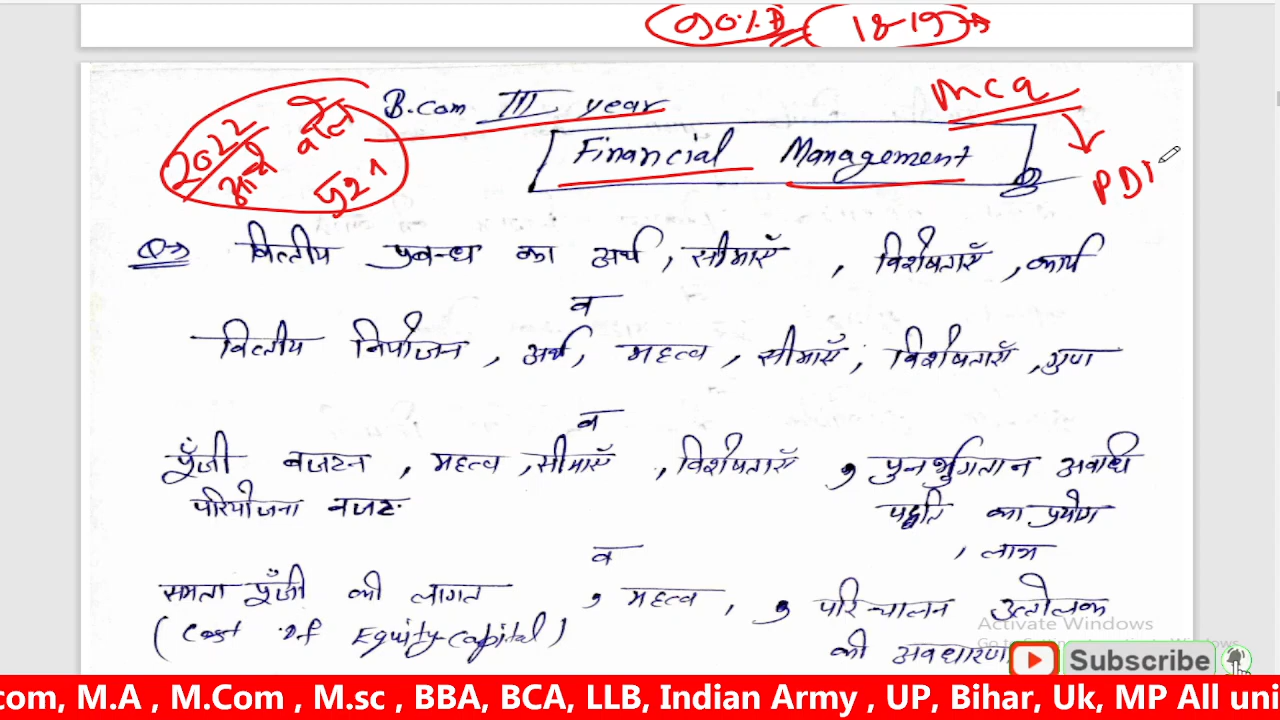 90%
18-19
2022
B.com III year
MCQ
Financial Management
PDF
Q→ वित्तीय प्रबन्ध का अर्थ, सीमाएँ, विशेषताएँ, कार्य
व
वित्तीय नियोजन, अर्थ, महत्व, सीमाएँ, विशेषताएँ, गुण
व
पूँजी बजटन, महत्व, सीमाएँ, विशेषताएँ, पुनर्भुगतान अवधि
परियोजना बजट
पद्धति का प्रयोग
, लाभ
व
समता पूँजी की लागत, महत्व, परिचालन उत्तोलक
(Cost of Equity capital)
की अवधारणा
Activate Windows
Subscribe
com, M.A , M.Com , M.sc , BBA, BCA, LLB, Indian Army , UP, Bihar, Uk, MP All uni